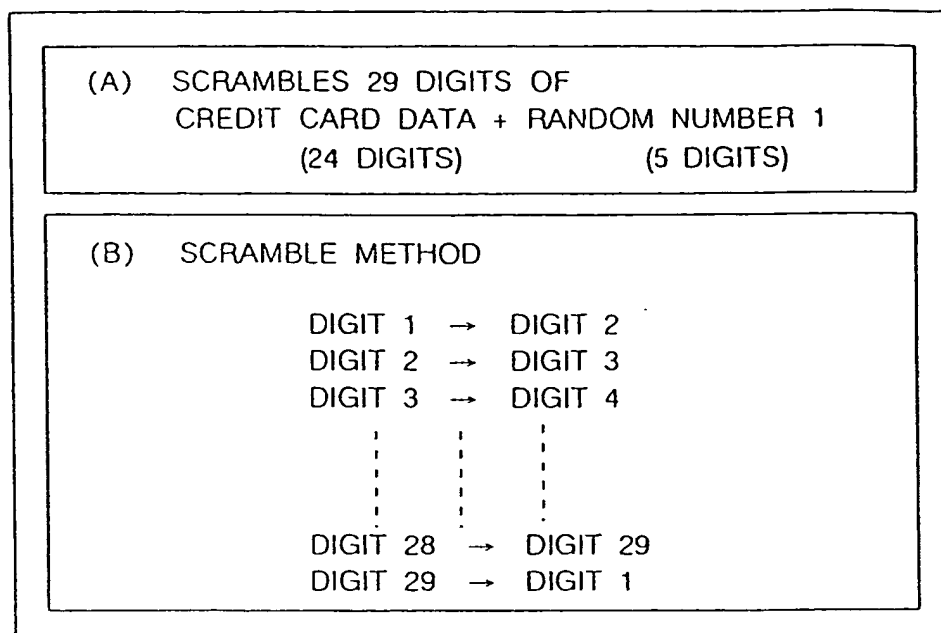 (A) SCRAMBLES 29 DIGITS OF
CREDIT CARD DATA + RANDOM NUMBER 1
(24 DIGITS) (5 DIGITS)
(B) SCRAMBLE METHOD
DIGIT 1 → DIGIT 2
DIGIT 2 → DIGIT 3
DIGIT 3 → DIGIT 4
DIGIT 28 → DIGIT 29
DIGIT 29 → DIGIT 1